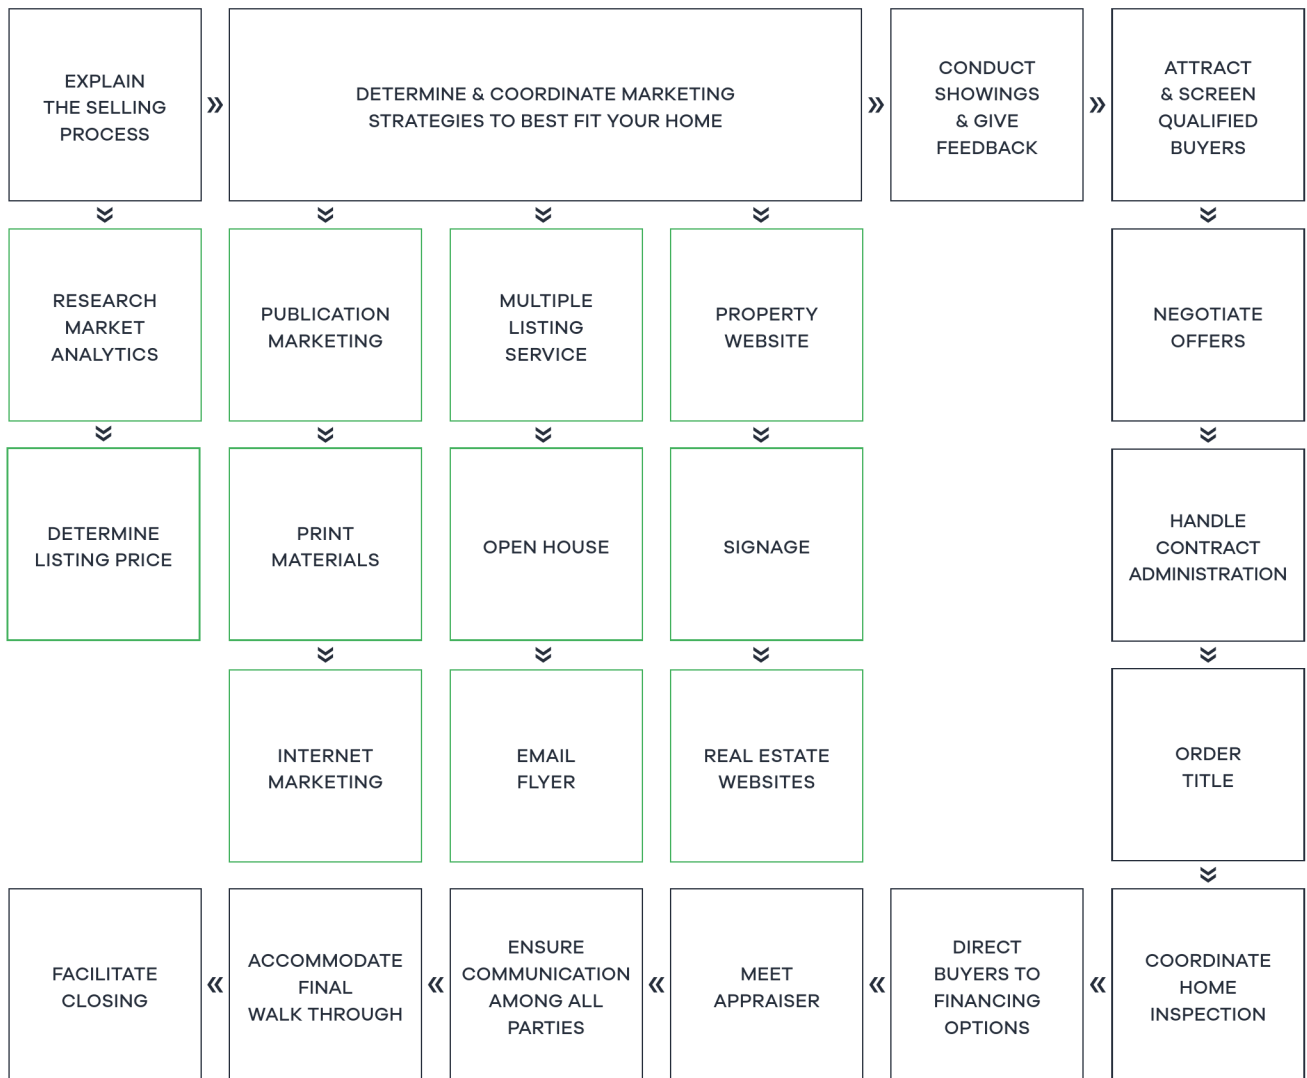 EXPLAIN
THE SELLING
PROCESS
DETERMINE & COORDINATE MARKETING
STRATEGIES TO BEST FIT YOUR HOME
CONDUCT
SHOWINGS
& GIVE
FEEDBACK
ATTRACT
& SCREEN
QUALIFIED
BUYERS
RESEARCH
MARKET
ANALYTICS
PUBLICATION
MARKETING
MULTIPLE
LISTING
SERVICE
PROPERTY
WEBSITE
NEGOTIATE
OFFERS
DETERMINE
LISTING PRICE
PRINT
MATERIALS
OPEN HOUSE
SIGNAGE
HANDLE
CONTRACT
ADMINISTRATION
INTERNET
MARKETING
EMAIL
FLYER
REAL ESTATE
WEBSITES
ORDER
TITLE
FACILITATE
CLOSING
ACCOMMODATE
FINAL
WALK THROUGH
ENSURE
COMMUNICATION
AMONG ALL
PARTIES
MEET
APPRAISER
DIRECT
BUYERS TO
FINANCING
OPTIONS
COORDINATE
HOME
INSPECTION